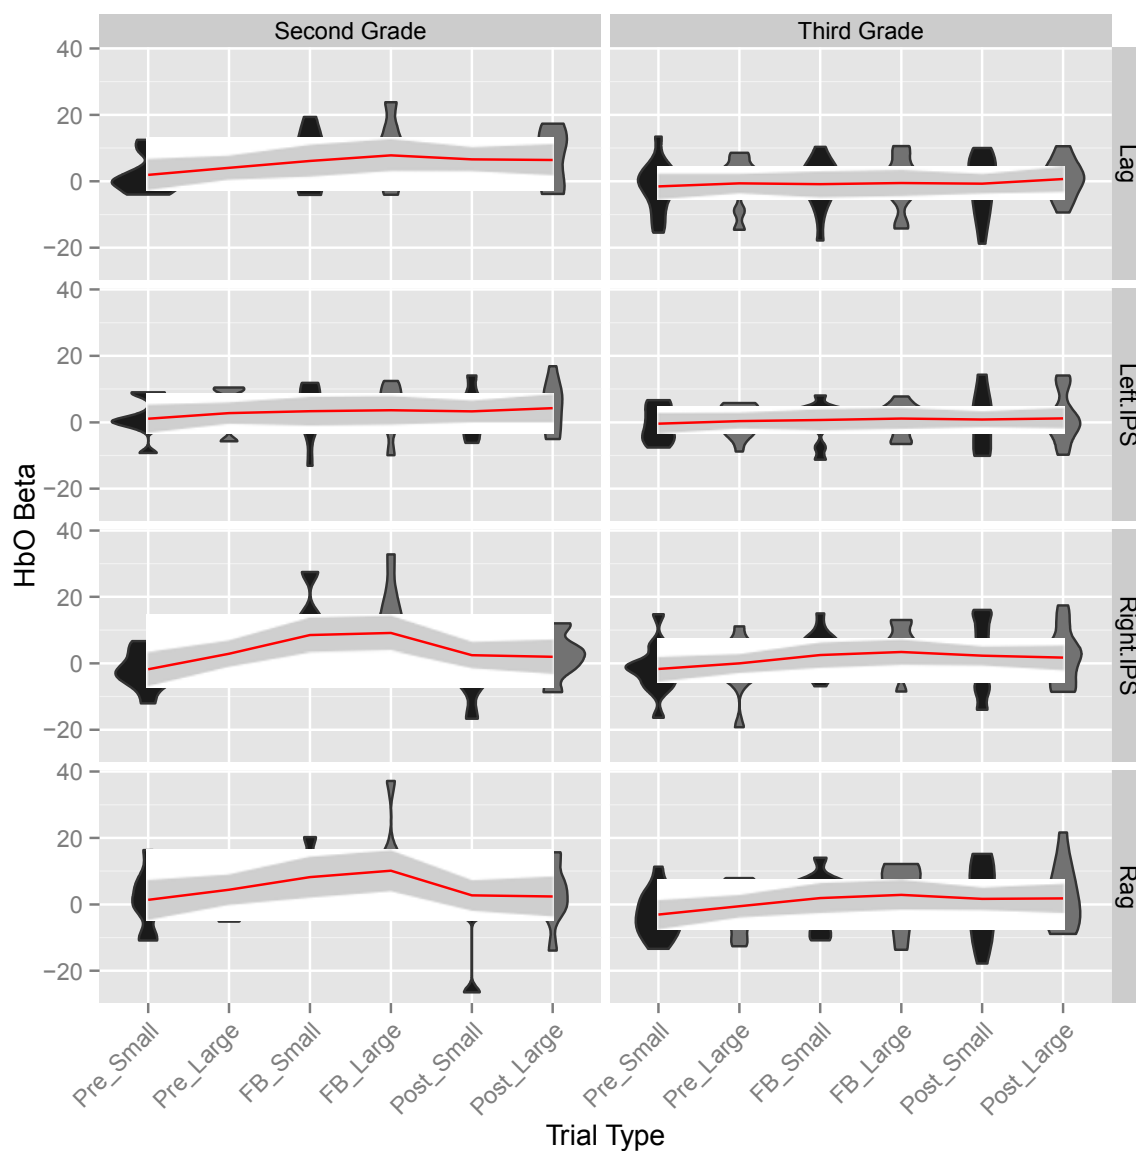 Second Grade
Third Grade
40
20
0
−20
Lag
40
20
0
−20
Left.IPS
40
20
0
−20
Right.IPS
40
20
0
−20
Rag
HbO Beta
Pre_Small
Pre_Large
FB_Small
FB_Large
Post_Small
Post_Large
Pre_Small
Pre_Large
FB_Small
FB_Large
Post_Small
Post_Large
Trial Type